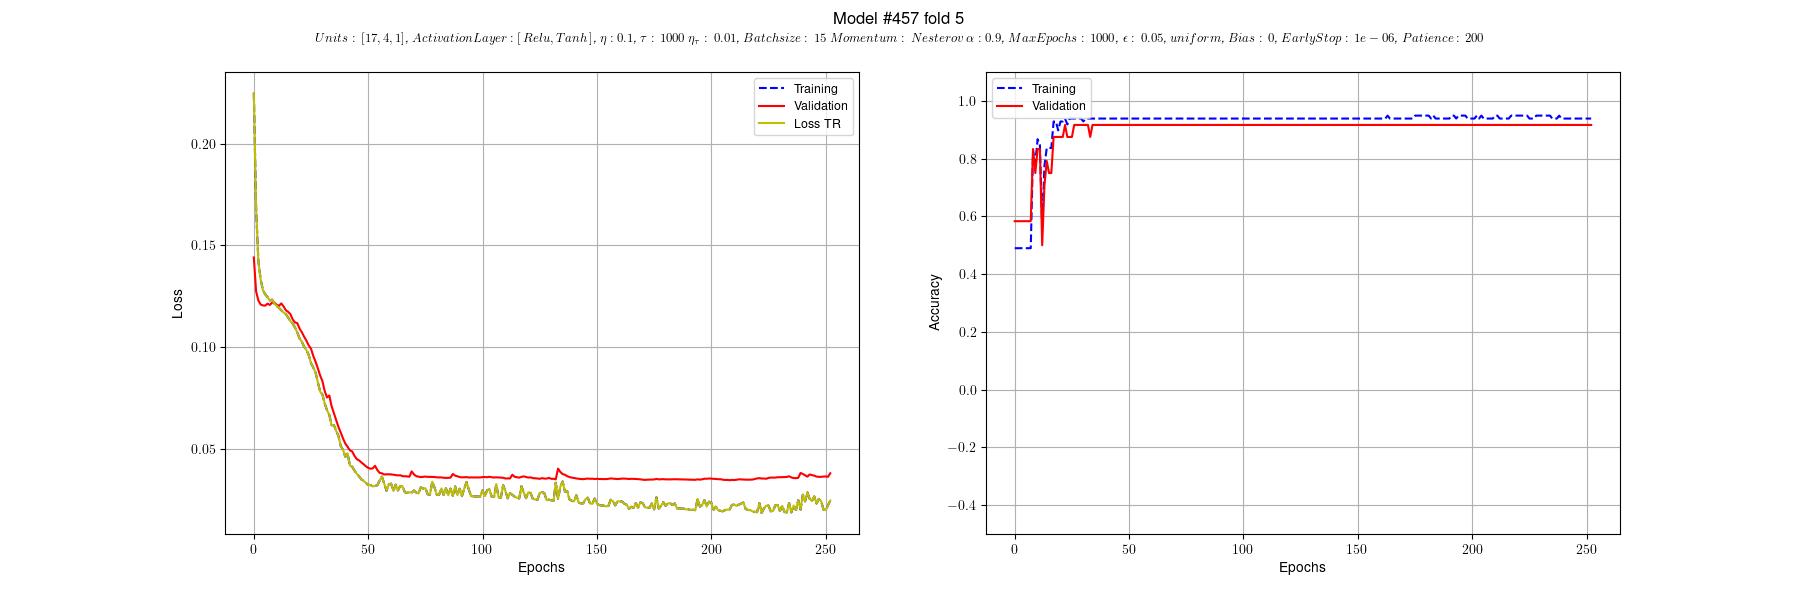 Model #457 fold 5
Units : [17, 4, 1], ActivationLayer : [ Relu, Tanh], η : 0.1, τ : 1000 η_τ : 0.01, Batchsize : 15 Momentum : Nesterov α : 0.9, MaxEpochs : 1000, ϵ : 0.05, uniform, Bias : 0, EarlyStop : 1e − 06, Patience : 200
Training
Validation
Loss TR
0.20
0.15
0.10
0.05
Loss
0 50 100 150 200 250
Epochs
Training
Validation
1.0
0.8
0.6
0.4
0.2
0.0
−0.2
−0.4
Accuracy
0 50 100 150 200 250
Epochs